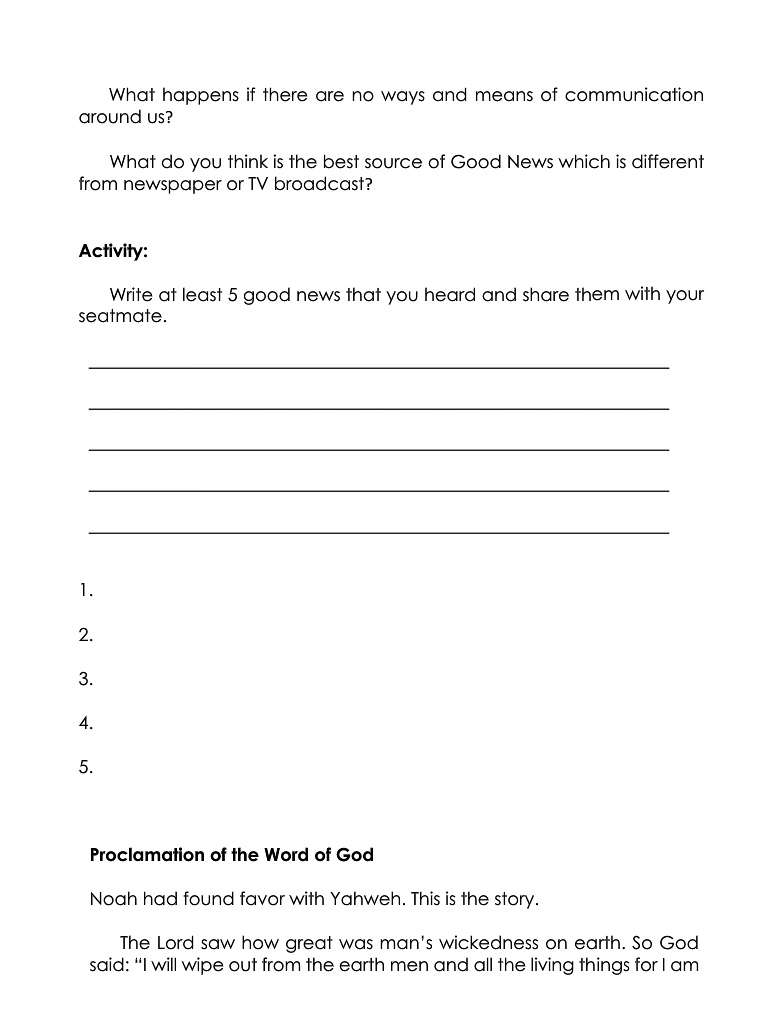 What happens if there are no ways and means of communication
around us?
What do you think is the best source of Good News which is different
from newspaper or TV broadcast?
Activity:
Write at least 5 good news that you heard and share them with your
seatmate.
1.
2.
3.
4.
5.
Proclamation of the Word of God
Noah had found favor with Yahweh. This is the story.
The Lord saw how great was man’s wickedness on earth. So God
said: “I will wipe out from the earth men and all the living things for I am